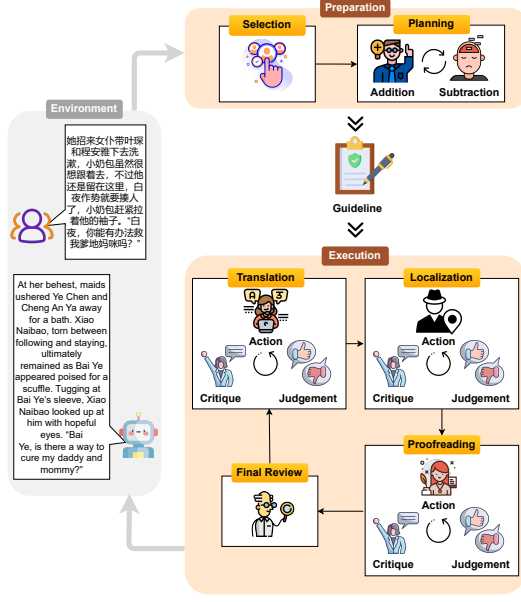 Preparation
Selection
Planning
Addition
Subtraction
Guideline
Environment
她招来女仆带叶琛
和程安雅下去洗
漱，小奶包虽然很
想跟着去，不过他
还是留在这里，白
夜作势就要揍人
了，小奶包赶紧拉
着他的袖子。“白
夜，你能有办法救
我爹地妈咪吗？”
At her behest, maids
ushered Ye Chen and
Cheng An Ya away
for a bath. Xiao
Naibao, torn between
following and staying,
ultimately
remained as Bai Ye
appeared poised for a
scuffle. Tugging at
Bai Ye's sleeve, Xiao
Naibao looked up at
him with hopeful
eyes. “Bai
Ye, is there a way to
cure my daddy and
mommy?”
Execution
Translation
Action
Critique
Judgement
Localization
Action
Critique
Judgement
Proofreading
Action
Critique
Judgement
Final Review